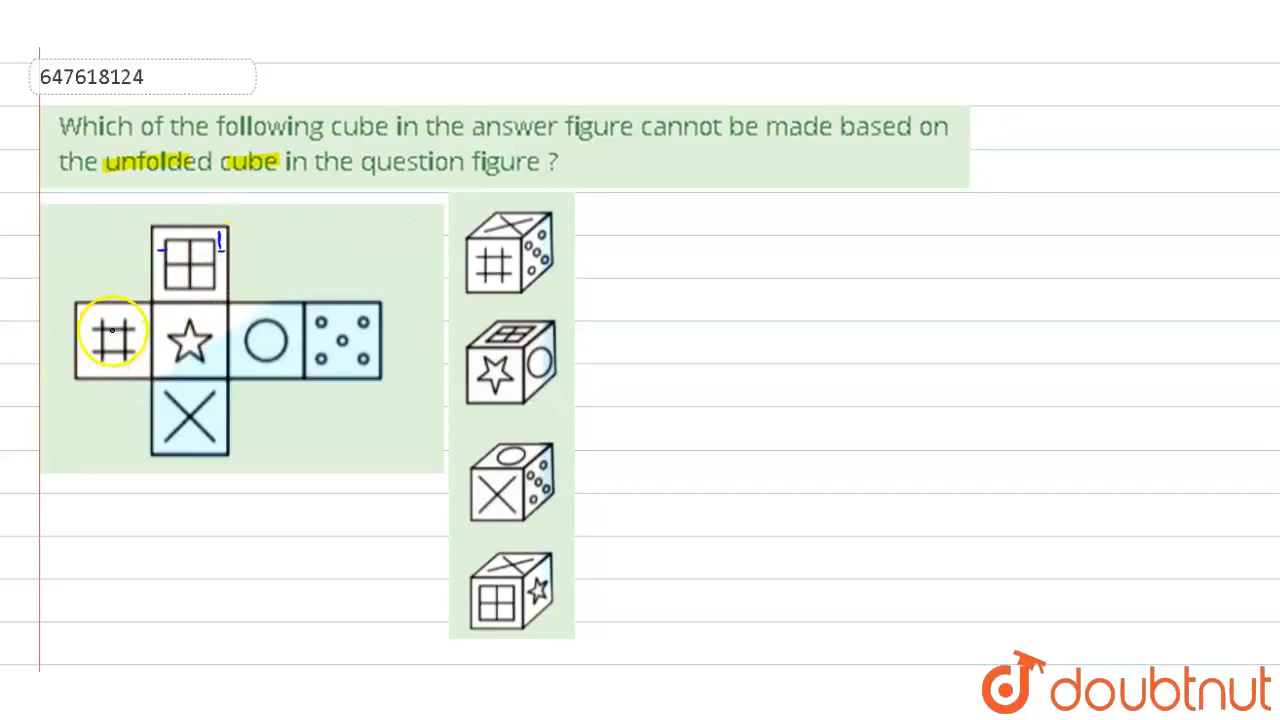 647618124
Which of the following cube in the answer figure cannot be made based on
the unfolded cube in the question figure ?
doubtnut